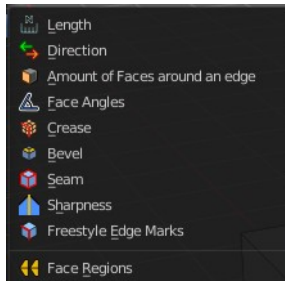 Length
Direction
Amount of Faces around an edge
Face Angles
Crease
Bevel
Seam
Sharpness
Freestyle Edge Marks
Face Regions